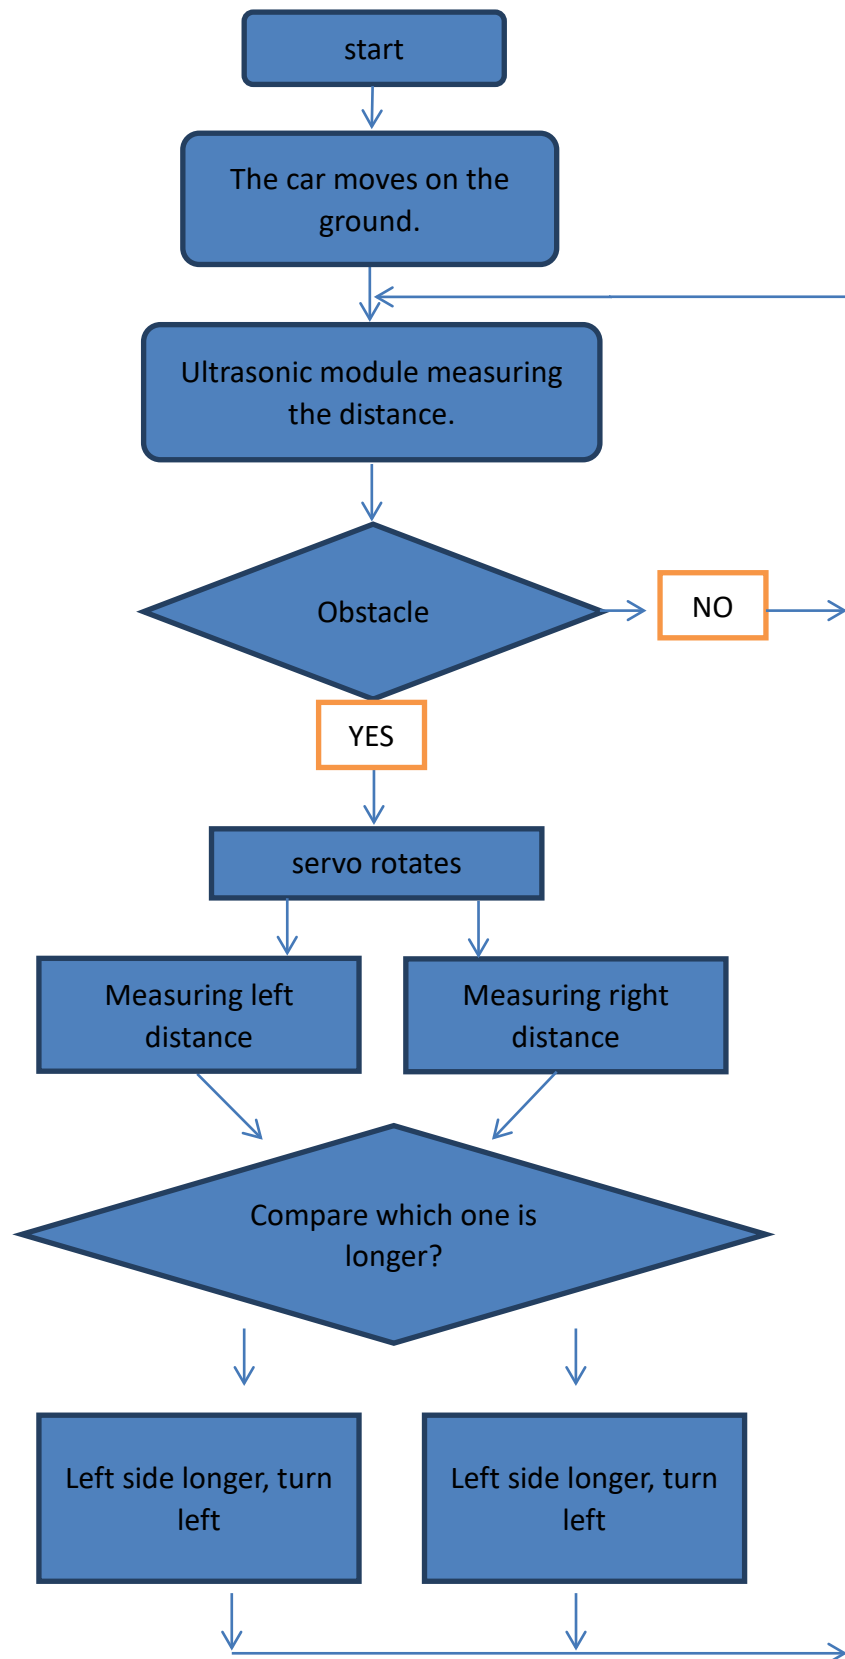 start
The car moves on the
ground.
Ultrasonic module measuring
the distance.
Obstacle
NO
YES
servo rotates
Measuring left
distance
Measuring right
distance
Compare which one is
longer?
Left side longer, turn
left
Left side longer, turn
left